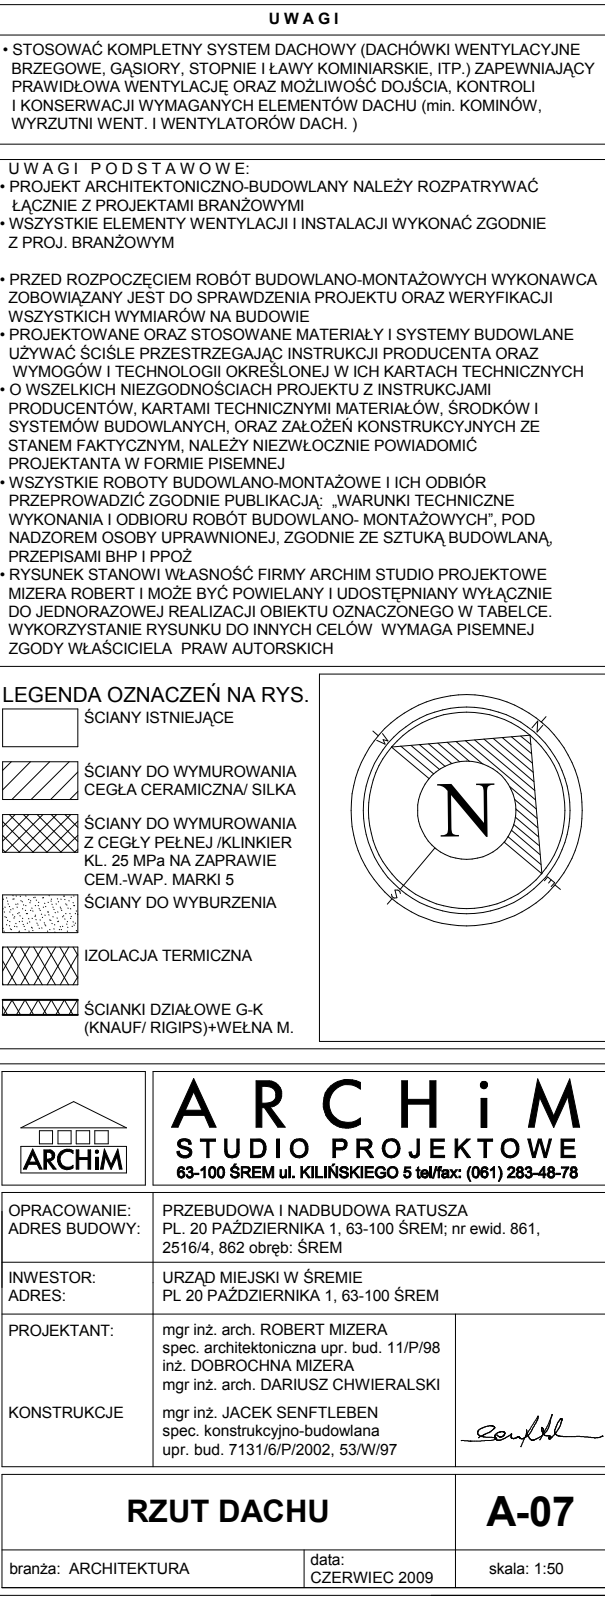 UWAGI
• STOSOWAĆ KOMPLETNY SYSTEM DACHOWY (DACHÓWKI WENTYLACYJNE
BRZEGOWE, GĄSIORY, STOPNIE I ŁAWY KOMINIARSKIE, ITP.) ZAPEWNIAJĄCY
PRAWIDŁOWA WENTYLACJĘ ORAZ MOŻLIWOŚĆ DOJŚCIA, KONTROLI
I KONSERWACJI WYMAGANYCH ELEMENTÓW DACHU (min. KOMINÓW,
WYRZUTNI WENT. I WENTYLATORÓW DACH. )
UWAGI PODSTAWOWE:
• PROJEKT ARCHITEKTONICZNO-BUDOWLANY NALEŻY ROZPATRYWAĆ
ŁĄCZNIE Z PROJEKTAMI BRANŻOWYMI
• WSZYSTKIE ELEMENTY WENTYLACJI I INSTALACJI WYKONAĆ ZGODNIE
Z PROJ. BRANŻOWYM
• PRZED ROZPOCZĘCIEM ROBÓT BUDOWLANO-MONTAŻOWYCH WYKONAWCA
ZOBOWIĄZANY JEST DO SPRAWDZENIA PROJEKTU ORAZ WERYFIKACJI
WSZYSTKICH WYMIARÓW NA BUDOWIE
• PROJEKTOWANE ORAZ STOSOWANE MATERIAŁY I SYSTEMY BUDOWLANE
UŻYWAĆ ŚCIŚLE PRZESTRZEGAJĄC INSTRUKCJI PRODUCENTA ORAZ
WYMOGÓW I TECHNOLOGII OKREŚLONEJ W ICH KARTACH TECHNICZNYCH
• O WSZELKICH NIEZGODNOŚCIACH PROJEKTU Z INSTRUKCJAMI
PRODUCENTÓW, KARTAMI TECHNICZNYMI MATERIAŁÓW, ŚRODKÓW I
SYSTEMÓW BUDOWLANYCH, ORAZ ZAŁOŻEŃ KONSTRUKCYJNYCH ZE
STANEM FAKTYCZNYM, NALEŻY NIEZWŁOCZNIE POWIADOMIĆ
PROJEKTANTA W FORMIE PISEMNEJ
• WSZYSTKIE ROBOTY BUDOWLANO-MONTAŻOWE I ICH ODBIÓR
PRZEPROWADZIĆ ZGODNIE PUBLIKACJĄ: „WARUNKI TECHNICZNE
WYKONANIA I ODBIORU ROBÓT BUDOWLANO- MONTAŻOWYCH”, POD
NADZOREM OSOBY UPRAWNIONEJ, ZGODNIE ZE SZTUKĄ BUDOWLANĄ,
PRZEPISAMI BHP I PPOŻ
• RYSUNEK STANOWI WŁASNOŚĆ FIRMY ARCHIM STUDIO PROJEKTOWE
MIZERA ROBERT I MOŻE BYĆ POWIELANY I UDOSTĘPNIANY WYŁĄCZNIE
DO JEDNORAZOWEJ REALIZACJI OBIEKTU OZNACZONEGO W TABELCE.
WYKORZYSTANIE RYSUNKU DO INNYCH CELÓW WYMAGA PISEMNEJ
ZGODY WŁAŚCICIELA PRAW AUTORSKICH
LEGENDA OZNACZEŃ NA RYS.
ŚCIANY ISTNIEJĄCE
ŚCIANY DO WYMUROWANIA
CEGŁA CERAMICZNA/ SILKA
ŚCIANY DO WYMUROWANIA
Z CEGŁY PEŁNEJ /KLINKIER
KL. 25 MPa NA ZAPRAWIE
CEM.-WAP. MARKI 5
ŚCIANY DO WYBURZENIA
IZOLACJA TERMICZNA
ŚCIANKI DZIAŁOWE G-K
(KNAUF/ RIGIPS)+WEŁNA M.
W
N
N
S
E
ARCHiM
ARCHiM
STUDIO PROJEKTOWE
63-100 ŚREM ul. KILIŃSKIEGO 5 tel/fax: (061) 283-48-78
OPRACOWANIE: PRZEBUDOWA I NADBUDOWA RATUSZA
ADRES BUDOWY: PL. 20 PAŹDZIERNIKA 1, 63-100 ŚREM; nr ewid. 861,
2516/4, 862 obręb: ŚREM
INWESTOR: URZĄD MIEJSKI W ŚREMIE
ADRES: PL 20 PAŹDZIERNIKA 1, 63-100 ŚREM
PROJEKTANT: mgr inż. arch. ROBERT MIZERA
spec. architektoniczna upr. bud. 11/P/98
inż. DOBROCHNA MIZERA
mgr inż. arch. DARIUSZ CHWIERALSKI
KONSTRUKCJE mgr inż. JACEK SENFTLEBEN
spec. konstrukcyjno-budowlana
upr. bud. 7131/6/P/2002, 53/W/97
RZUT DACHU A-07
branża: ARCHITEKTURA data: CZERWIEC 2009 skala: 1:50